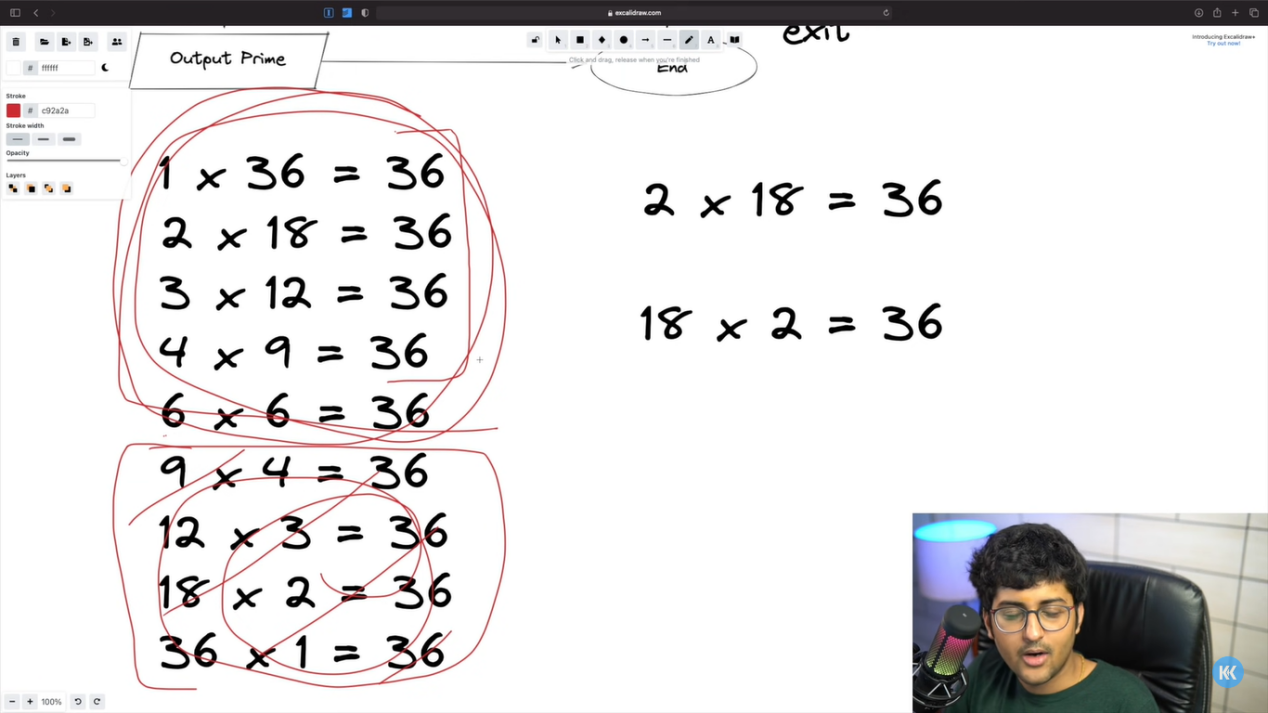 excalidraw.com
Introducing Excalidraw+
Try out now!
Click and drag, release when you're finished
exit
Output Prime
End
# ffffff
Stroke
# c92a2a
Stroke width
Opacity
Layers
1 x 36 = 36
2 x 18 = 36
3 x 12 = 36
4 x 9 = 36
6 x 6 = 36
9 x 4 = 36
12 x 3 = 36
18 x 2 = 36
36 x 1 = 36
2 x 18 = 36
18 x 2 = 36
100%
KK